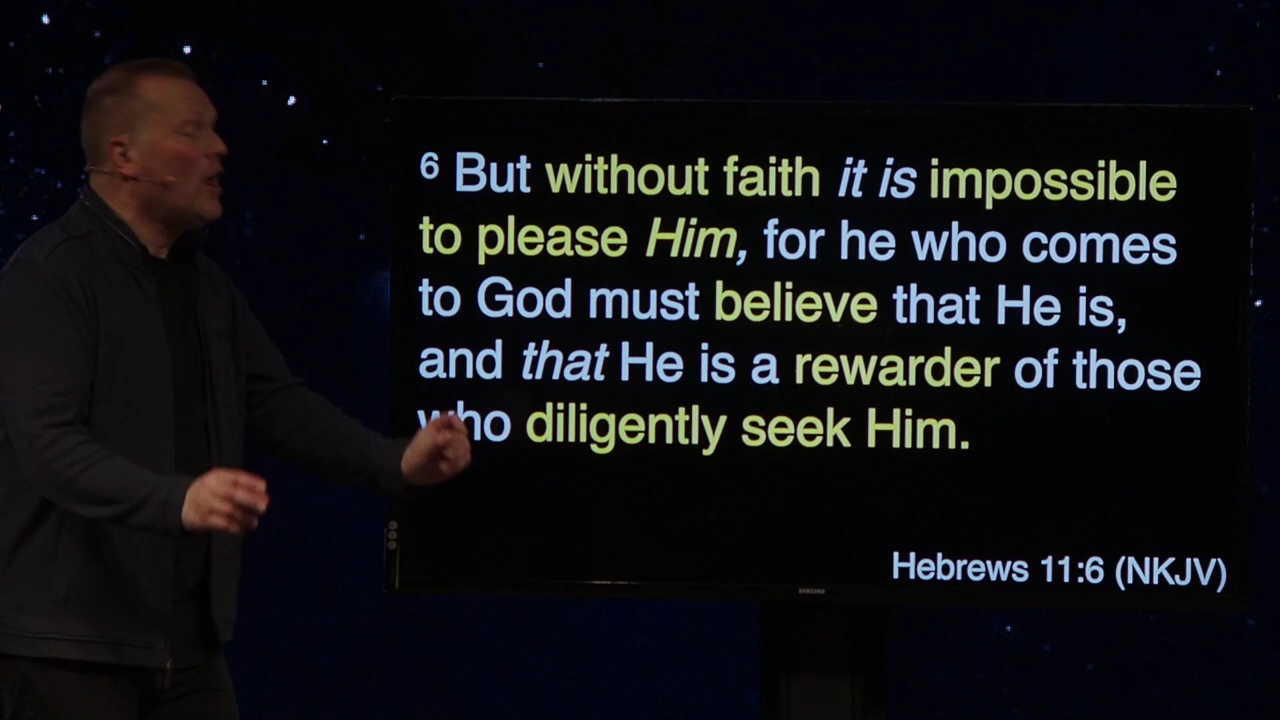 6 But without faith it is impossible
to please Him, for he who comes
to God must believe that He is,
and that He is a rewarder of those
who diligently seek Him.
Hebrews 11:6 (NKJV)
SAMSUNG